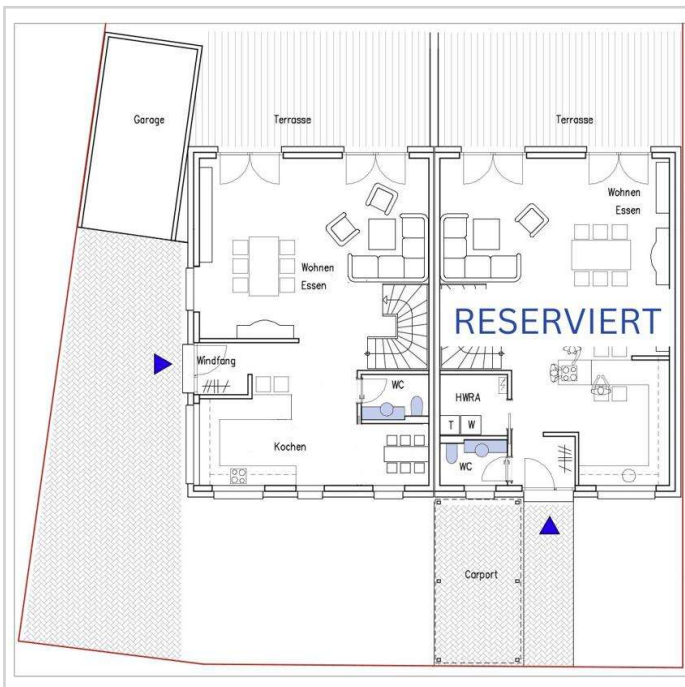 Garage
Terrasse
Terrasse
Wohnen
Essen
Wohnen
Essen
RESERVIERT
Windfang
WC
HWRA
T W
Kochen
WC
Carport